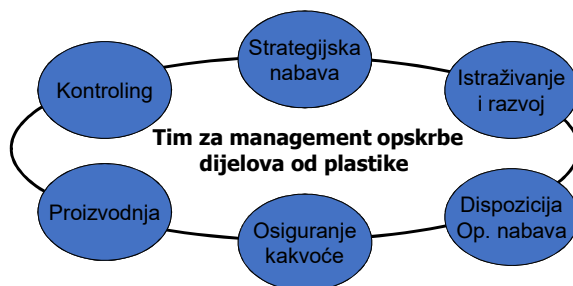 Strategijska
nabava
Kontroling
Istraživanje
i razvoj
Tim za management opskrbe
dijelova od plastike
Proizvodnja
Dispozicija
Op. nabava
Osiguranje
kakvoće